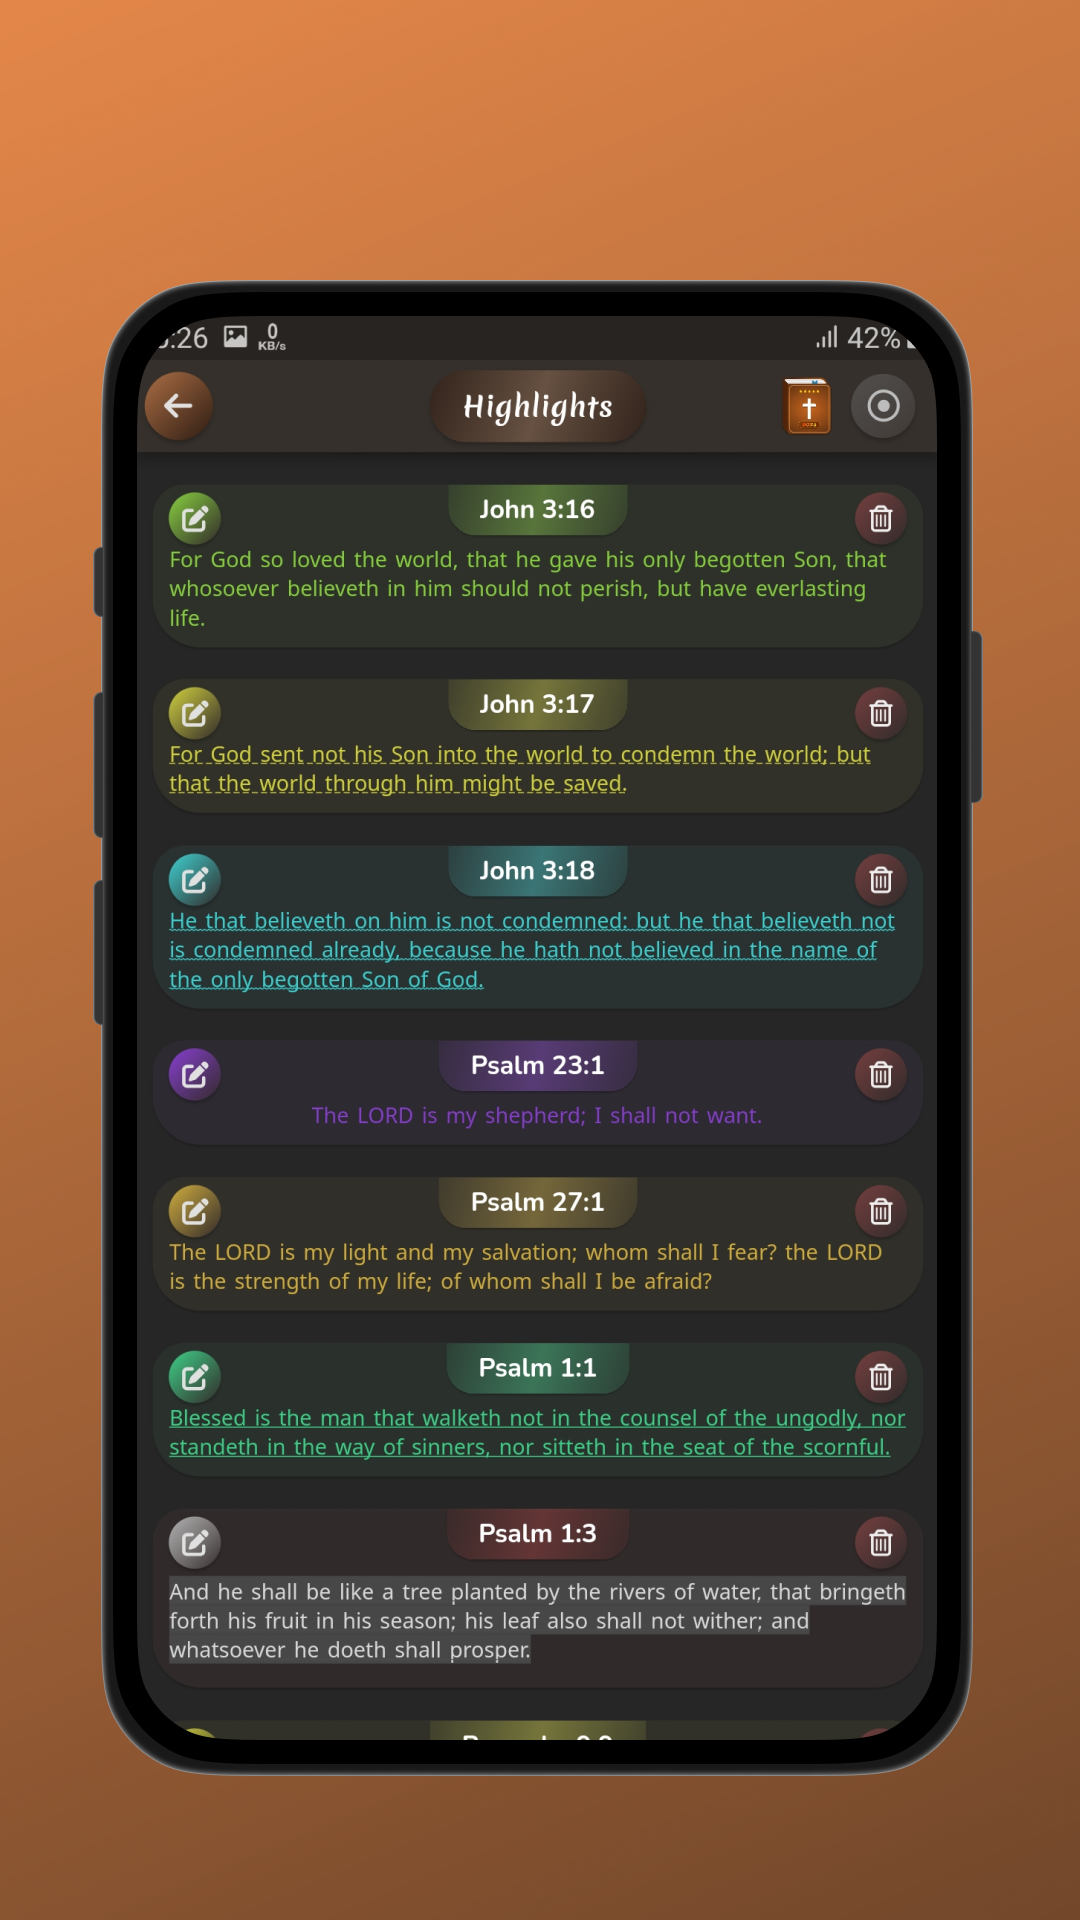 :26 0 KB/s 42%
Highlights
John 3:16
For God so loved the world, that he gave his only begotten Son, that
whosoever believeth in him should not perish, but have everlasting
life.
John 3:17
For God sent not his Son into the world to condemn the world; but
that the world through him might be saved.
John 3:18
He that believeth on him is not condemned: but he that believeth not
is condemned already, because he hath not believed in the name of
the only begotten Son of God.
Psalm 23:1
The LORD is my shepherd; I shall not want.
Psalm 27:1
The LORD is my light and my salvation; whom shall I fear? the LORD
is the strength of my life; of whom shall I be afraid?
Psalm 1:1
Blessed is the man that walketh not in the counsel of the ungodly, nor
standeth in the way of sinners, nor sitteth in the seat of the scornful.
Psalm 1:3
And he shall be like a tree planted by the rivers of water, that bringeth
forth his fruit in his season; his leaf also shall not wither; and
whatsoever he doeth shall prosper.